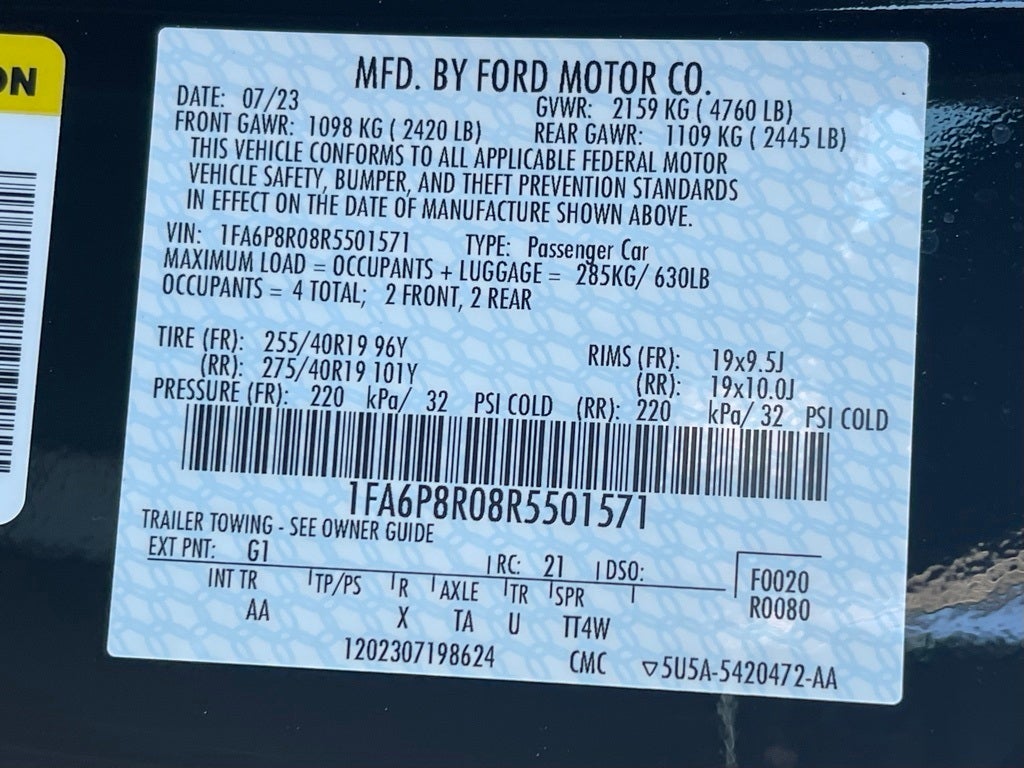 ON
MFD. BY FORD MOTOR CO.
DATE: 07/23 GVWR: 2159 KG ( 4760 LB)
FRONT GAWR: 1098 KG ( 2420 LB) REAR GAWR: 1109 KG ( 2445 LB)
THIS VEHICLE CONFORMS TO ALL APPLICABLE FEDERAL MOTOR
VEHICLE SAFETY, BUMPER, AND THEFT PREVENTION STANDARDS
IN EFFECT ON THE DATE OF MANUFACTURE SHOWN ABOVE.
VIN: 1FA6P8R08R5501571 TYPE: Passenger Car
MAXIMUM LOAD = OCCUPANTS + LUGGAGE = 285KG/ 630LB
OCCUPANTS = 4 TOTAL; 2 FRONT, 2 REAR
TIRE (FR): 255/40R19 96Y RIMS (FR): 19x9.5J
(RR): 275/40R19 101Y (RR): 19x10.0J
PRESSURE (FR): 220 kPa/ 32 PSI COLD (RR): 220 kPa/ 32 PSI COLD
1FA6P8R08R5501571
TRAILER TOWING - SEE OWNER GUIDE
EXT PNT: G1 RC: 21 DSO: F0020
INT TR TP/PS R AXLE TR SPR R0080
AA X TA U TT4W
1202307198624 CMC ▽5U5A-5420472-AA